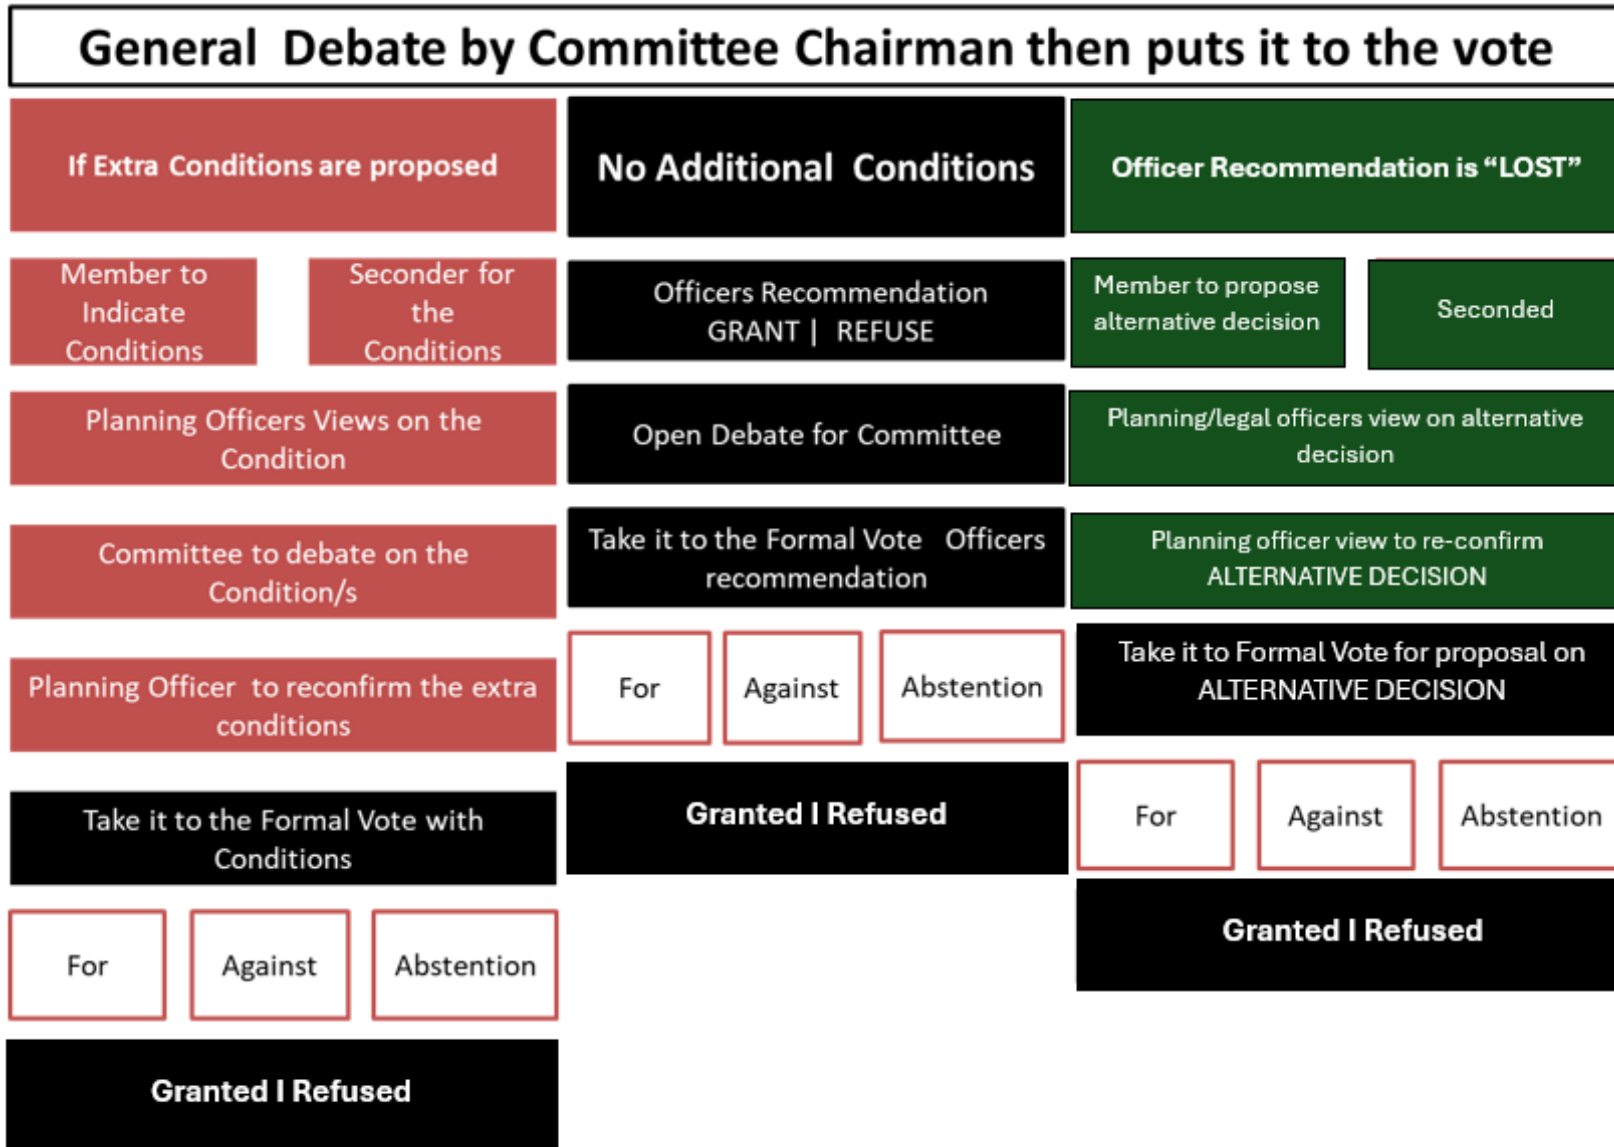 General Debate by Committee Chairman then puts it to the vote
If Extra Conditions are proposed
Member to
Indicate
Conditions
Seconder for
the
Conditions
Planning Officers Views on the
Condition
Committee to debate on the
Condition/s
Planning Officer to reconfirm the extra
conditions
Take it to the Formal Vote with
Conditions
For
Against
Abstention
Granted I Refused
No Additional Conditions
Officers Recommendation
GRANT | REFUSE
Open Debate for Committee
Take it to the Formal Vote Officers
recommendation
For
Against
Abstention
Granted I Refused
Officer Recommendation is “LOST”
Member to propose
alternative decision
Seconded
Planning/legal officers view on alternative
decision
Planning officer view to re-confirm
ALTERNATIVE DECISION
Take it to Formal Vote for proposal on
ALTERNATIVE DECISION
For
Against
Abstention
Granted I Refused